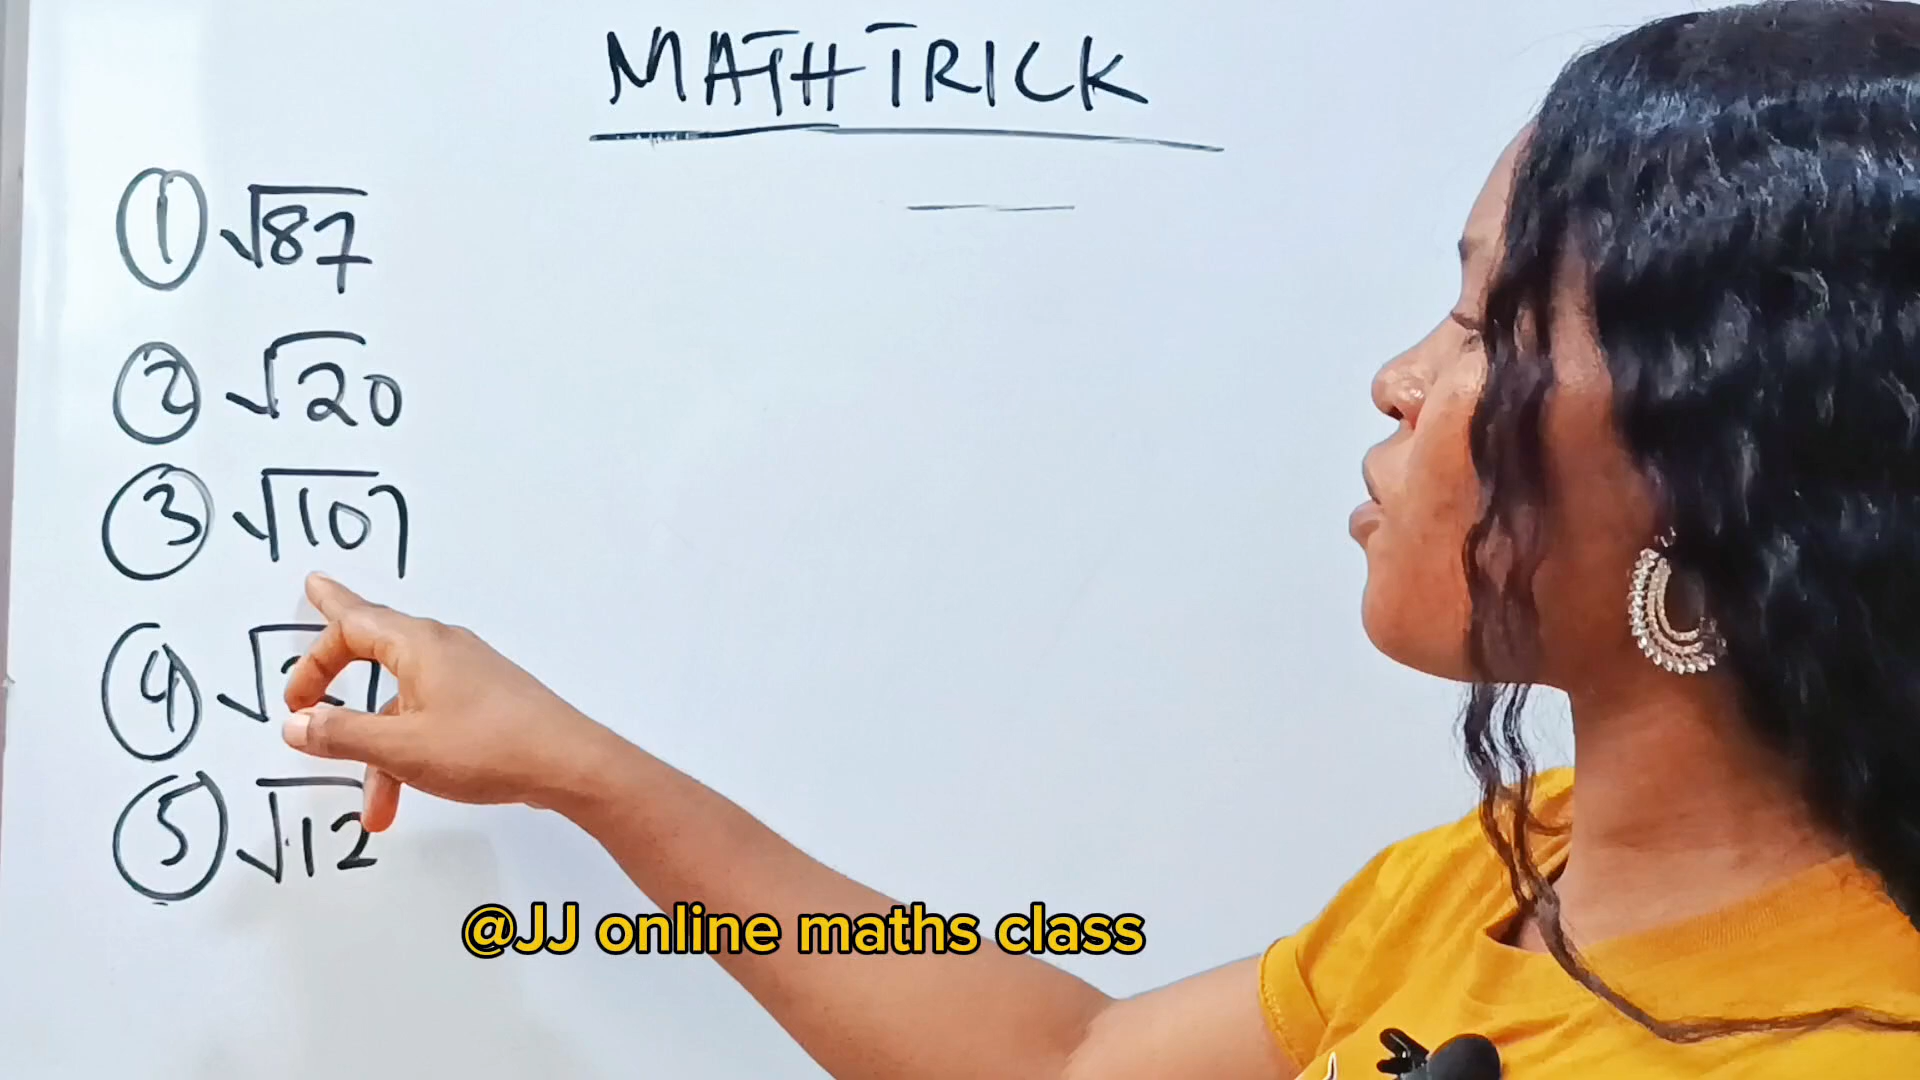 MATH TRICK
① √87
② √20
③ √107
④ √
⑤ √12
@JJ online maths class